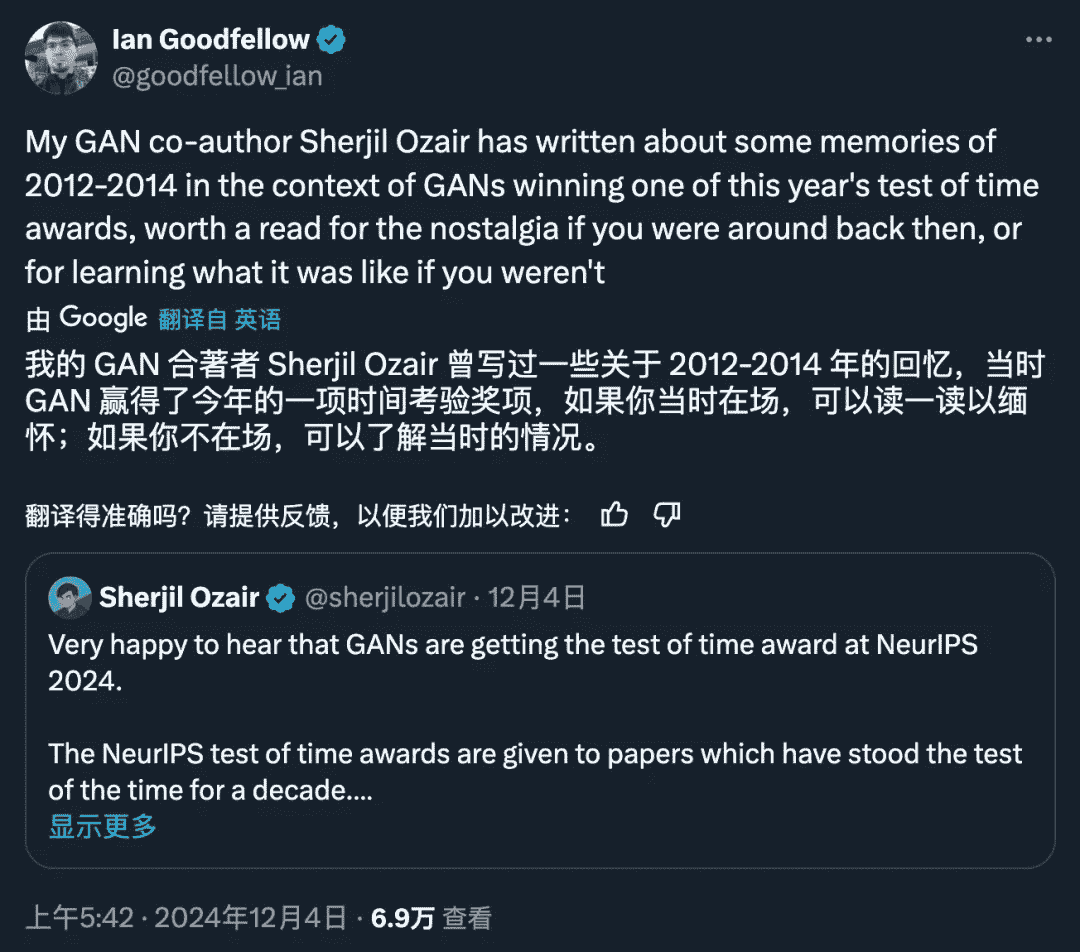 Ian Goodfellow
@goodfellow_ian
My GAN co-author Sherjil Ozair has written about some memories of
2012-2014 in the context of GANs winning one of this year's test of time
awards, worth a read for the nostalgia if you were around back then, or
for learning what it was like if you weren't
由 Google 翻译自 英语
我的 GAN 合著者 Sherjil Ozair 曾写过一些关于 2012-2014 年的回忆，当时
GAN 赢得了今年的一项时间考验奖项，如果你当时在场，可以读一读以缅
怀；如果你不在场，可以了解当时的情况。
翻译得准确吗？请提供反馈，以便我们加以改进：
Sherjil Ozair @sherjilozair · 12月4日
Very happy to hear that GANs are getting the test of time award at NeurIPS
2024.
The NeurIPS test of time awards are given to papers which have stood the test
of the time for a decade....
显示更多
上午5:42 · 2024年12月4日 · 6.9万 查看